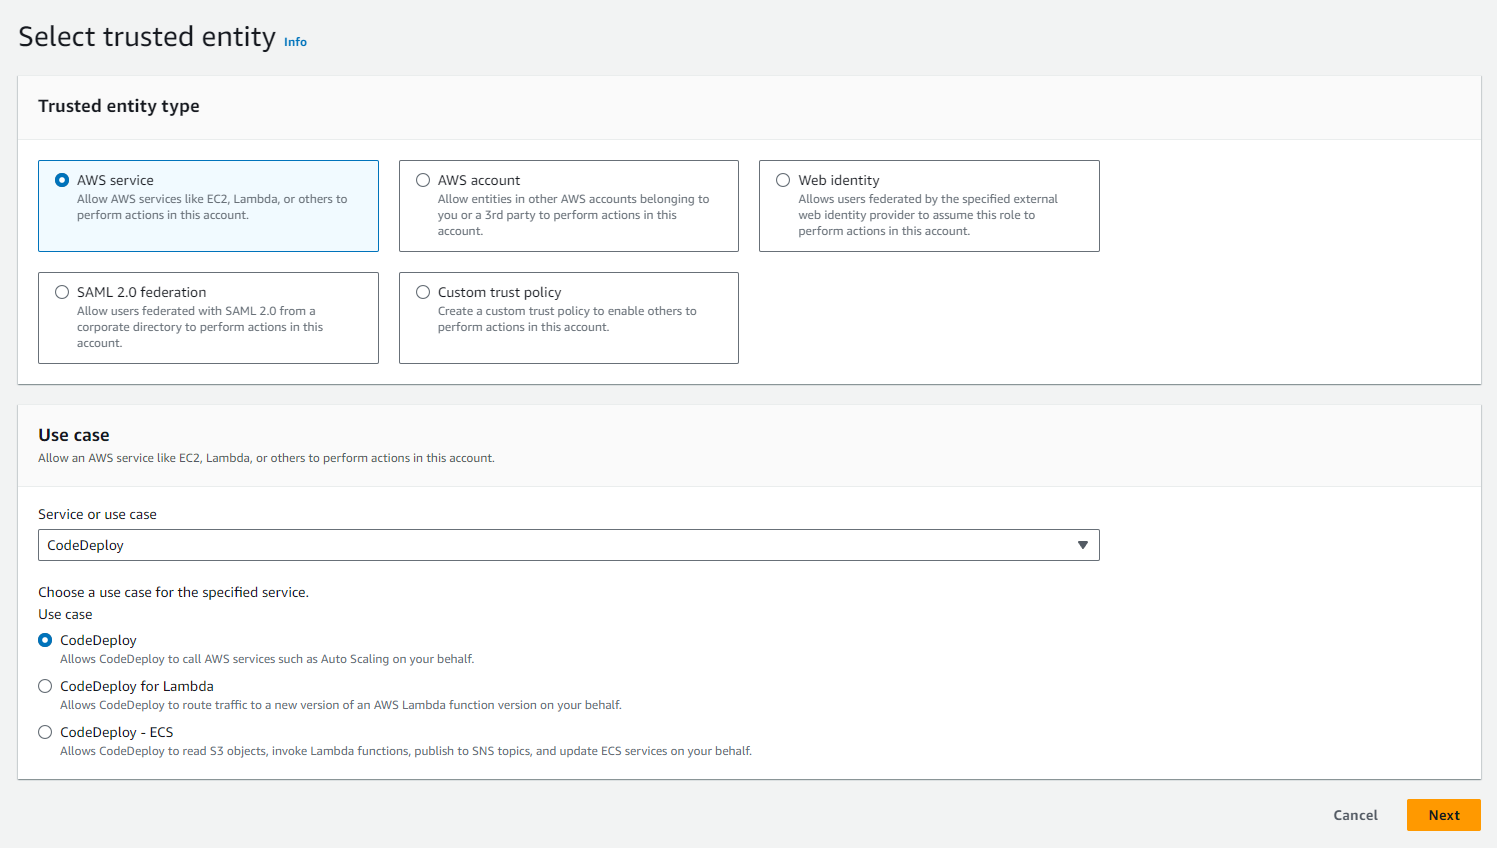 Select trusted entity Info
Trusted entity type
AWS service
Allow AWS services like EC2, Lambda, or others to
perform actions in this account.
AWS account
Allow entities in other AWS accounts belonging to
you or a 3rd party to perform actions in this
account.
Web identity
Allows users federated by the specified external
web identity provider to assume this role to
perform actions in this account.
SAML 2.0 federation
Allow users federated with SAML 2.0 from a
corporate directory to perform actions in this
account.
Custom trust policy
Create a custom trust policy to enable others to
perform actions in this account.
Use case
Allow an AWS service like EC2, Lambda, or others to perform actions in this account.
Service or use case
CodeDeploy
Choose a use case for the specified service.
Use case
CodeDeploy
Allows CodeDeploy to call AWS services such as Auto Scaling on your behalf.
CodeDeploy for Lambda
Allows CodeDeploy to route traffic to a new version of an AWS Lambda function version on your behalf.
CodeDeploy - ECS
Allows CodeDeploy to read S3 objects, invoke Lambda functions, publish to SNS topics, and update ECS services on your behalf.
Cancel
Next